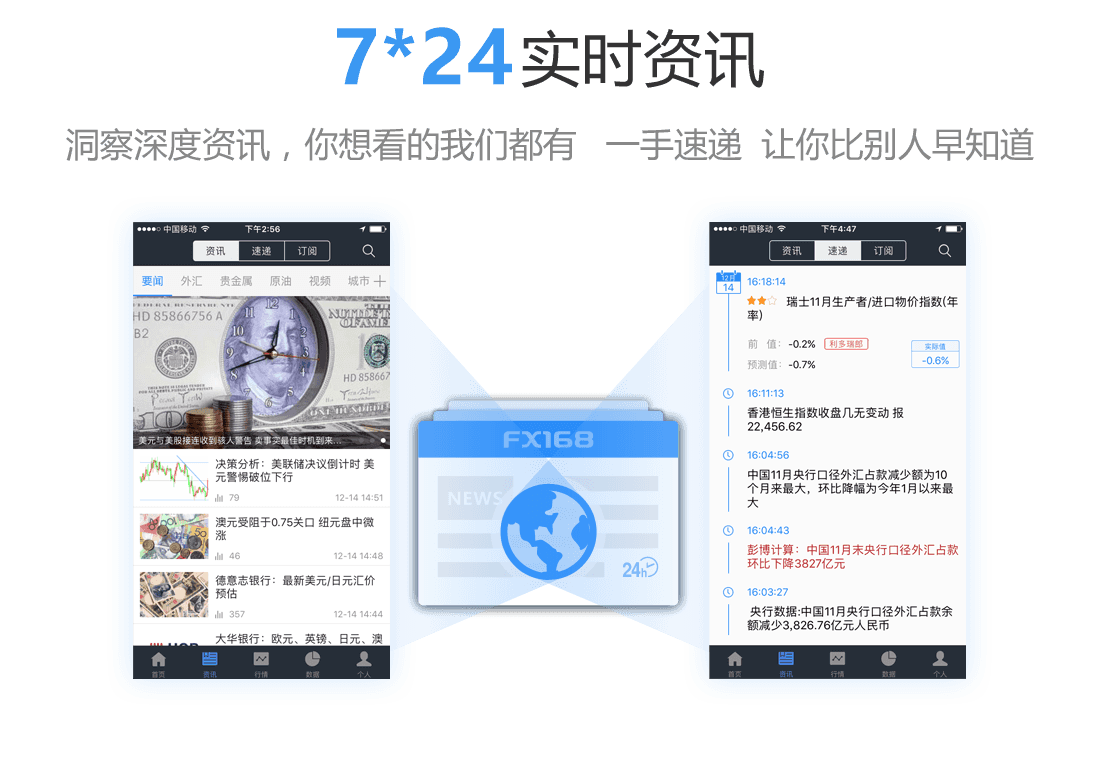 7*24实时资讯
洞察深度资讯，你想看的我们都有 一手速递 让你比别人早知道
中国移动 下午2:56
资讯 速递 订阅
要闻 外汇 贵金属 原油 视频 城市
FEDERAL RESERVE NOTE
HD 85866756 A
B2
HD 85866
100
美元与美股接连收到骇人警告 卖事实最佳时机到来...
决策分析：美联储决议倒计时 美
元警惕破位下行
79 12-14 14:51
澳元受阻于0.75关口 纽元盘中微
涨
46 12-14 14:48
德意志银行：最新美元/日元汇价
预估
357 12-14 14:44
大华银行：欧元、英镑、日元、澳
首页 资讯 行情 数据 个人
FX168
NEWS
24h
中国移动 下午4:47
资讯 速递 订阅
12月
14
16:18:14
瑞士11月生产者/进口物价指数(年
率)
前 值： -0.2% 利多瑞郎
预测值： -0.7%
实际值
-0.6%
16:11:13
香港恒生指数收盘几无变动 报
22,456.62
16:04:56
中国11月央行口径外汇占款减少额为10
个月来最大，环比降幅为今年1月以来最
大
16:04:43
彭博计算：中国11月末央行口径外汇占款
环比下降3827亿元
16:03:27
央行数据:中国11月央行口径外汇占款余
额减少3,826.76亿元人民币
首页 资讯 行情 数据 个人